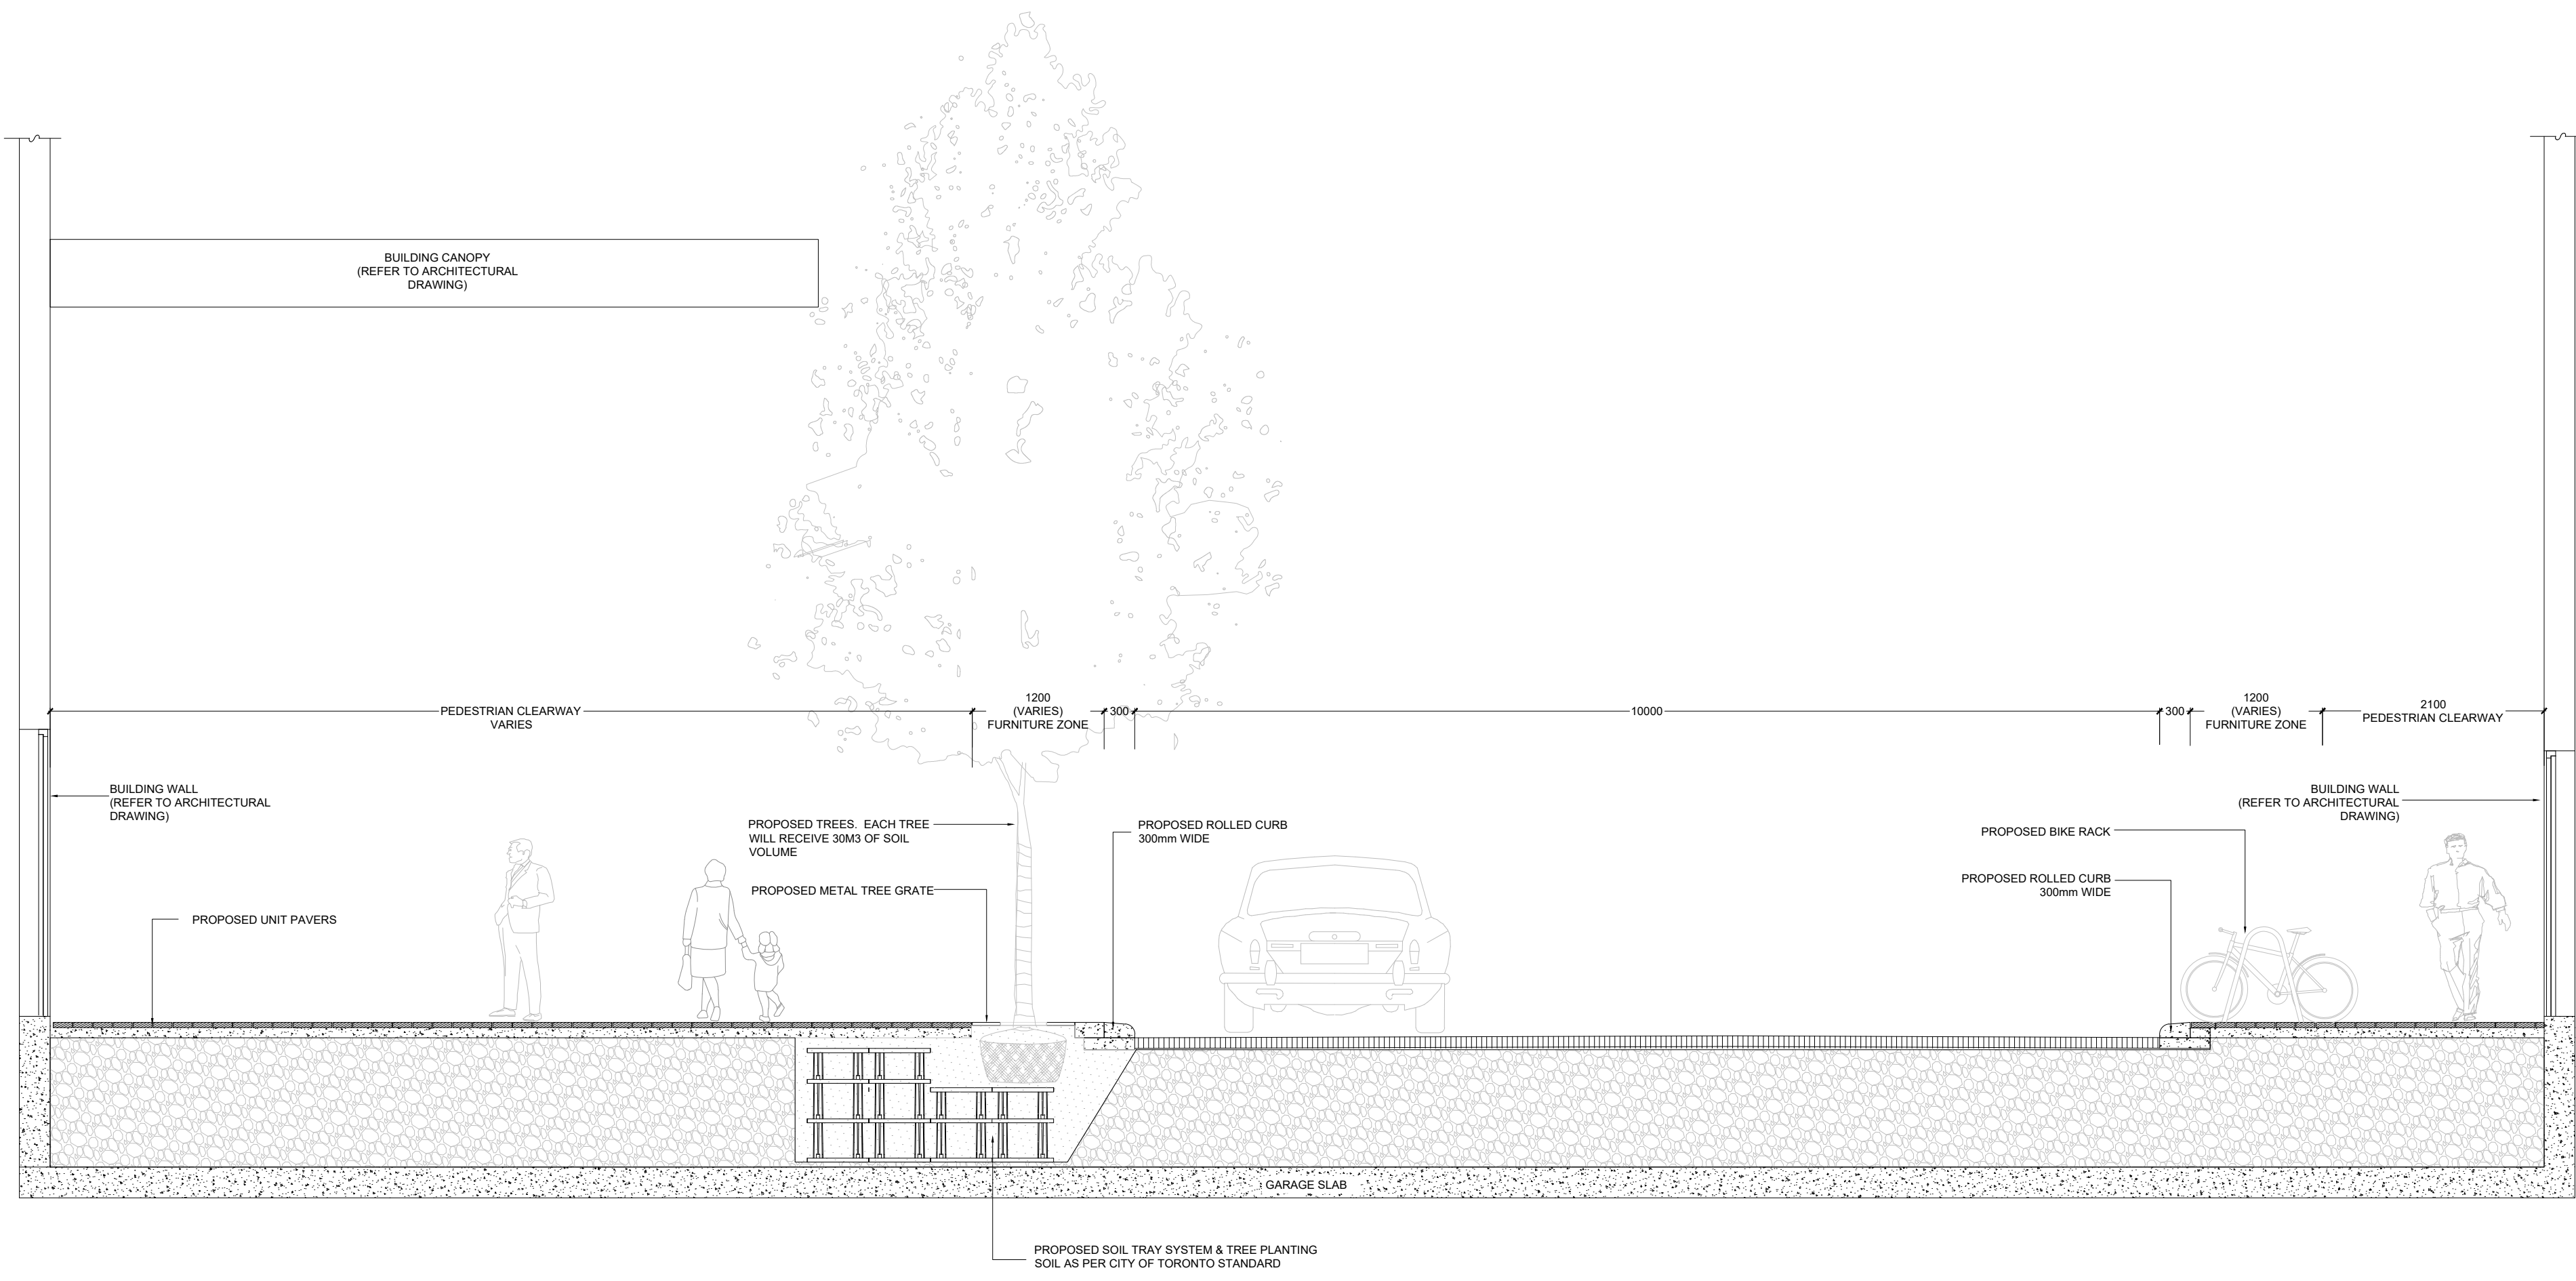 BUILDING CANOPY
(REFER TO ARCHITECTURAL
DRAWING)
PEDESTRIAN CLEARWAY
VARIES
1200
(VARIES)
FURNITURE ZONE
300
10000
300
1200
(VARIES)
FURNITURE ZONE
2100
PEDESTRIAN CLEARWAY
BUILDING WALL
(REFER TO ARCHITECTURAL
DRAWING)
PROPOSED TREES. EACH TREE
WILL RECEIVE 30M3 OF SOIL
VOLUME
PROPOSED ROLLED CURB
300mm WIDE
PROPOSED BIKE RACK
BUILDING WALL
(REFER TO ARCHITECTURAL
DRAWING)
PROPOSED METAL TREE GRATE
PROPOSED ROLLED CURB
300mm WIDE
PROPOSED UNIT PAVERS
GARAGE SLAB
PROPOSED SOIL TRAY SYSTEM & TREE PLANTING
SOIL AS PER CITY OF TORONTO STANDARD